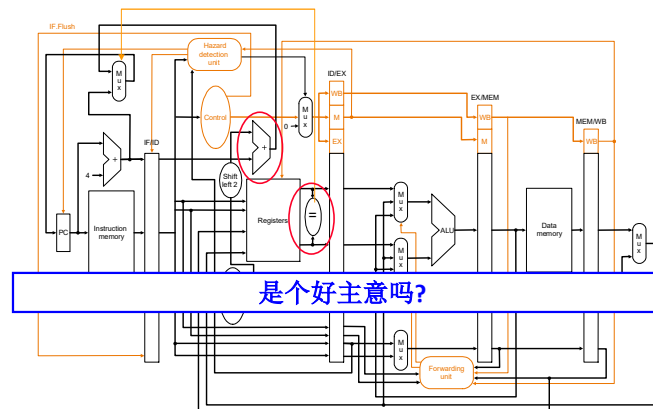 IF.Flush
Hazard
detection
unit
M
u
x
ID/EX
WB
M
EX
EX/MEM
WB
M
MEM/WB
WB
Control
M
u
x
0
IF/ID
+
4
+
Shift
left 2
PC
Instruction
memory
Registers
=
M
u
x
M
u
x
ALU
Data
memory
M
u
x
是个好主意吗?
M
u
x
Forwarding
unit